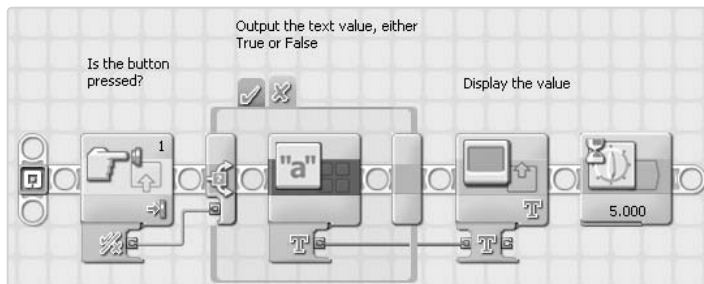 Output the text value, either
True or False
Is the button
pressed?
Display the value
1
"a"
T
5.000
T
T